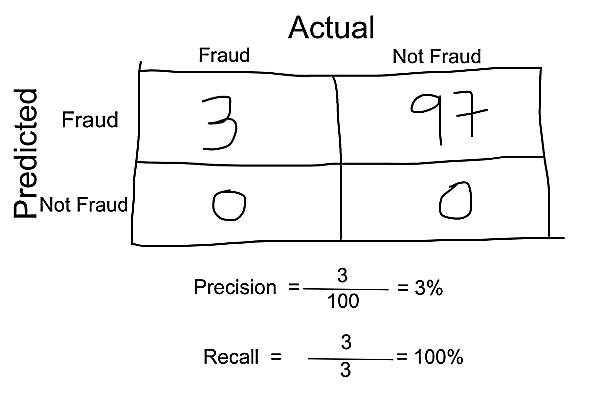 Actual
Fraud Not Fraud
Predicted
Fraud 3 97
Not Fraud 0 0
Precision = 3/100 = 3%
Recall = 3/3 = 100%